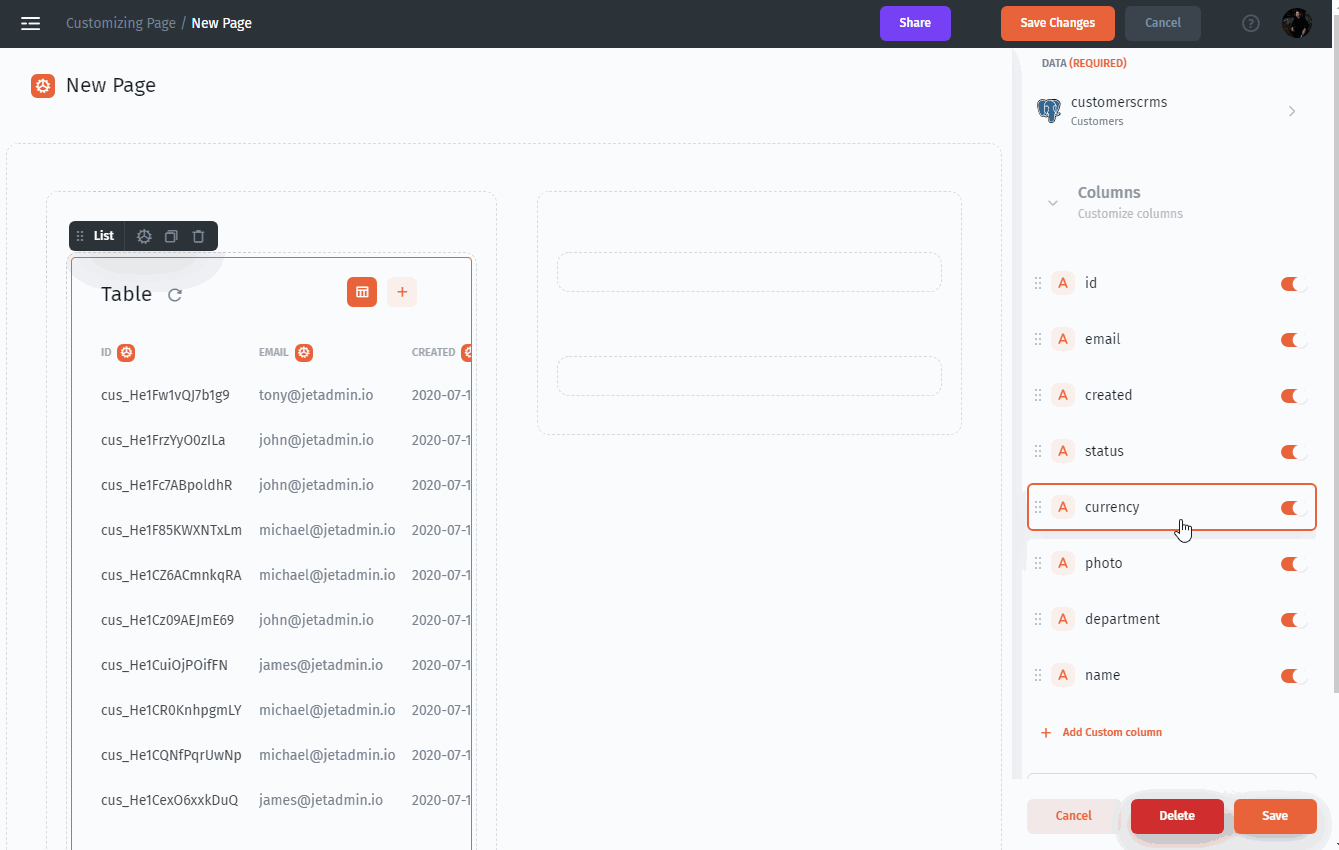 Customizing Page / New Page
Share
Save Changes
Cancel
?
New Page
List
Table
+
ID
EMAIL
CREATED
cus_He1Fw1vQJ7b1g9 tony@jetadmin.io 2020-07-1
cus_He1FrzYyO0zILa john@jetadmin.io 2020-07-1
cus_He1Fc7ABpoldhR john@jetadmin.io 2020-07-1
cus_He1F85KWXNTxLm michael@jetadmin.io 2020-07-1
cus_He1CZ6ACmnkqRA michael@jetadmin.io 2020-07-1
cus_He1Cz09AEJmE69 john@jetadmin.io 2020-07-1
cus_He1CuiOjPOifFN james@jetadmin.io 2020-07-1
cus_He1CR0KnhpgmLY michael@jetadmin.io 2020-07-1
cus_He1CQNfPqrUwNp michael@jetadmin.io 2020-07-1
cus_He1CexO6xxkDuQ james@jetadmin.io 2020-07-1
DATA (REQUIRED)
customerscrms
Customers
Columns
Customize columns
A id
A email
A created
A status
A currency
A photo
A department
A name
+ Add Custom column
Cancel
Delete
Save